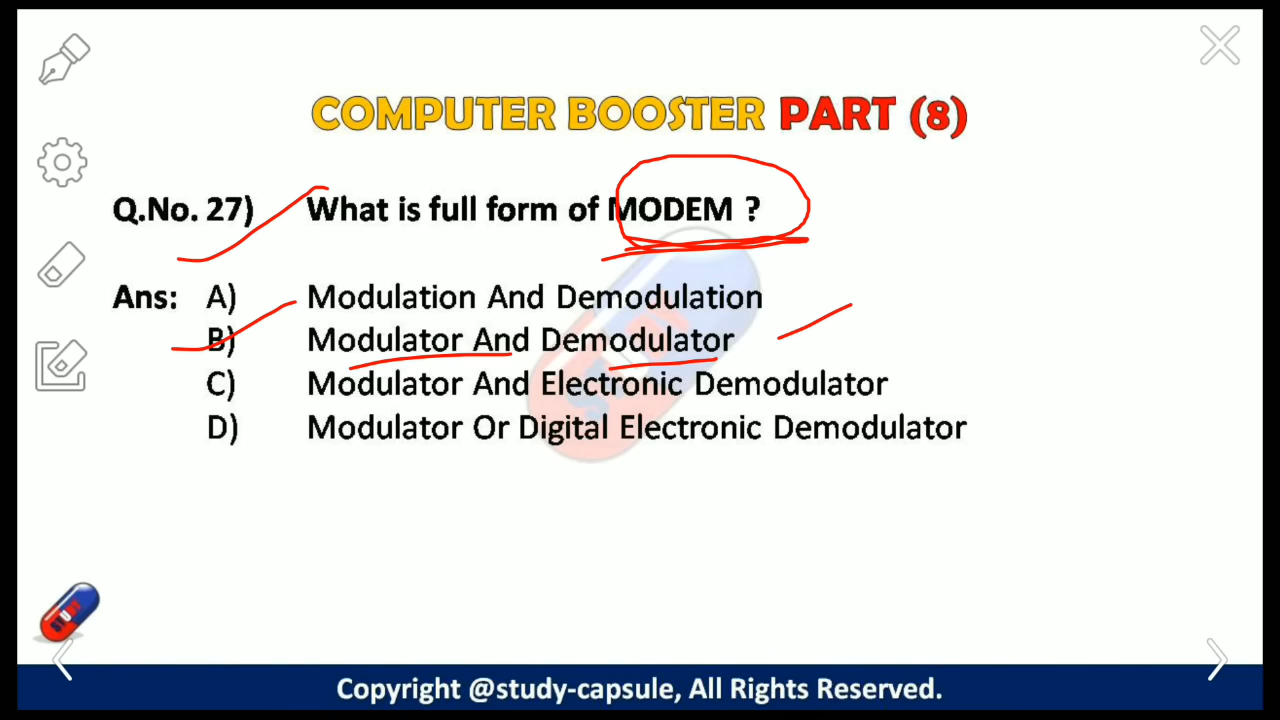 COMPUTER BOOSTER PART (8)
Q.No. 27) What is full form of MODEM ?
Ans: A) Modulation And Demodulation
B) Modulator And Demodulator
C) Modulator And Electronic Demodulator
D) Modulator Or Digital Electronic Demodulator
Copyright @study-capsule, All Rights Reserved.